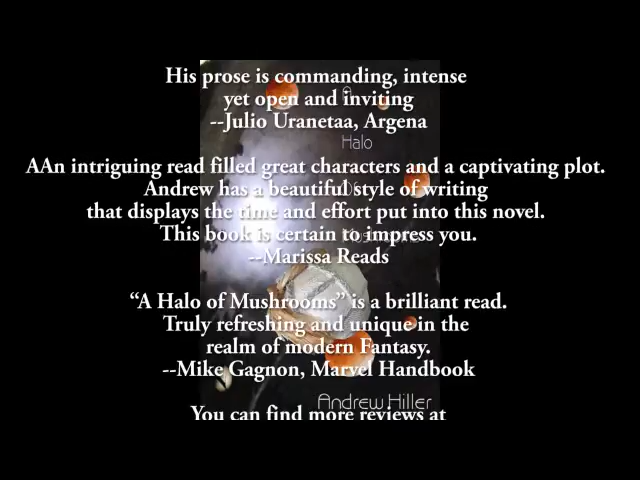 His prose is commanding, intense
yet open and inviting
--Julio Uranetaa, Argena
A
Halo
AAn intriguing read filled great characters and a captivating plot.
Andrew has a beautiful style of writing
Of
that displays the time and effort put into this novel.
This book is certain to impress you.
Mushrooms
--Marissa Reads
“A Halo of Mushrooms” is a brilliant read.
Truly refreshing and unique in the
realm of modern Fantasy.
--Mike Gagnon, Marvel Handbook
Andrew Hiller
You can find more reviews at